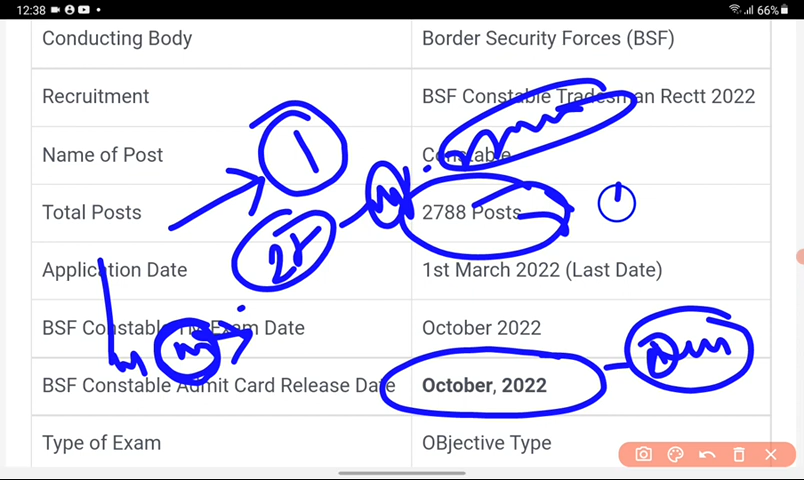 12:38 66%
Conducting Body Border Security Forces (BSF)
Recruitment BSF Constable Tradesman Rectt 2022
Name of Post Constable
Total Posts 2788 Posts
Application Date 1st March 2022 (Last Date)
BSF Constable Exam Date October 2022
BSF Constable Admit Card Release Date October, 2022
Type of Exam OBjective Type